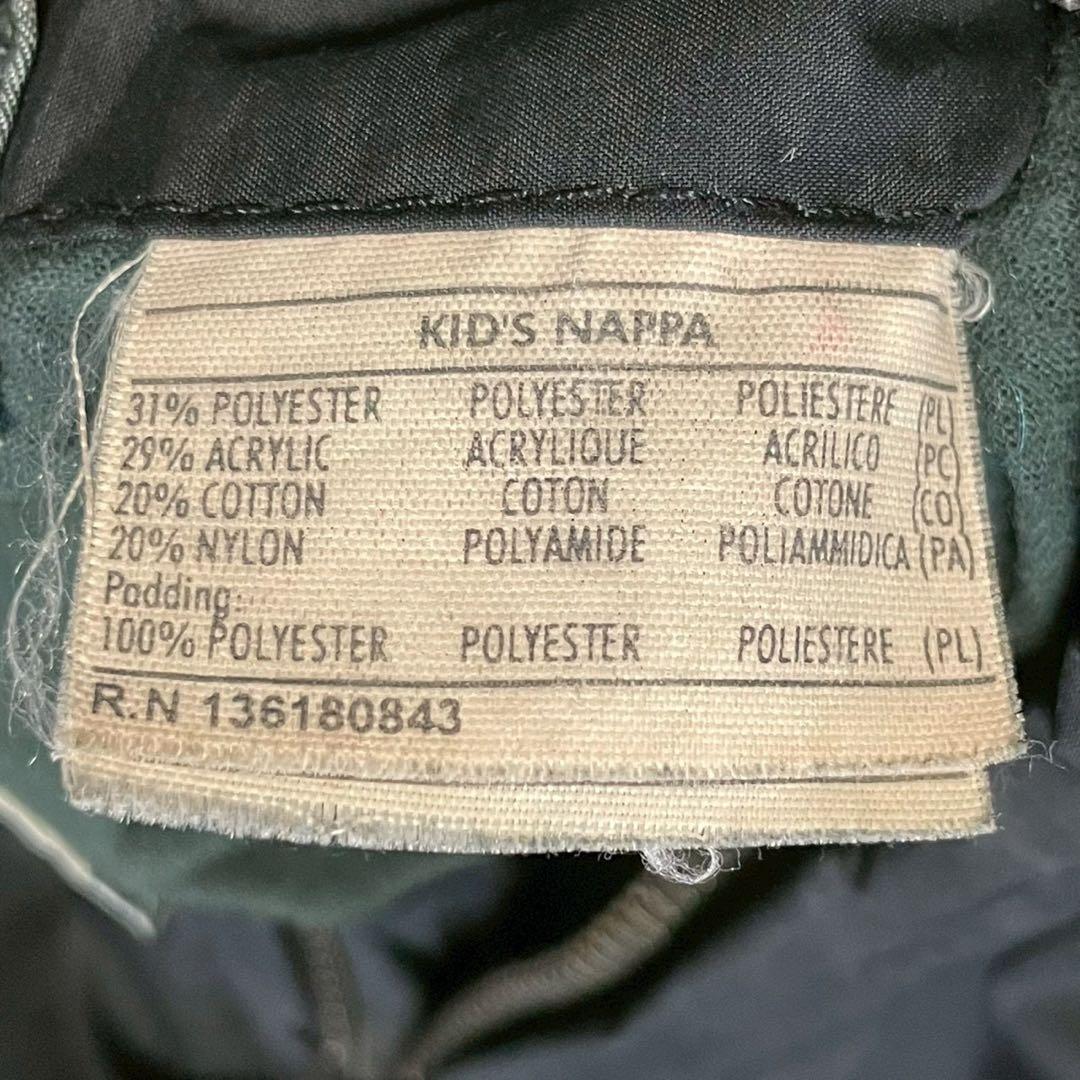 KID'S NAPPA
31% POLYESTER POLYESTER POLIESTERE (PL)
29% ACRYLIC ACRYLIQUE ACRILICO (PC)
20% COTTON COTON COTONE (CO)
20% NYLON POLYAMIDE POLIAMMIDICA (PA)
Padding:
100% POLYESTER POLYESTER POLIESTERE (PL)
R.N 136180843